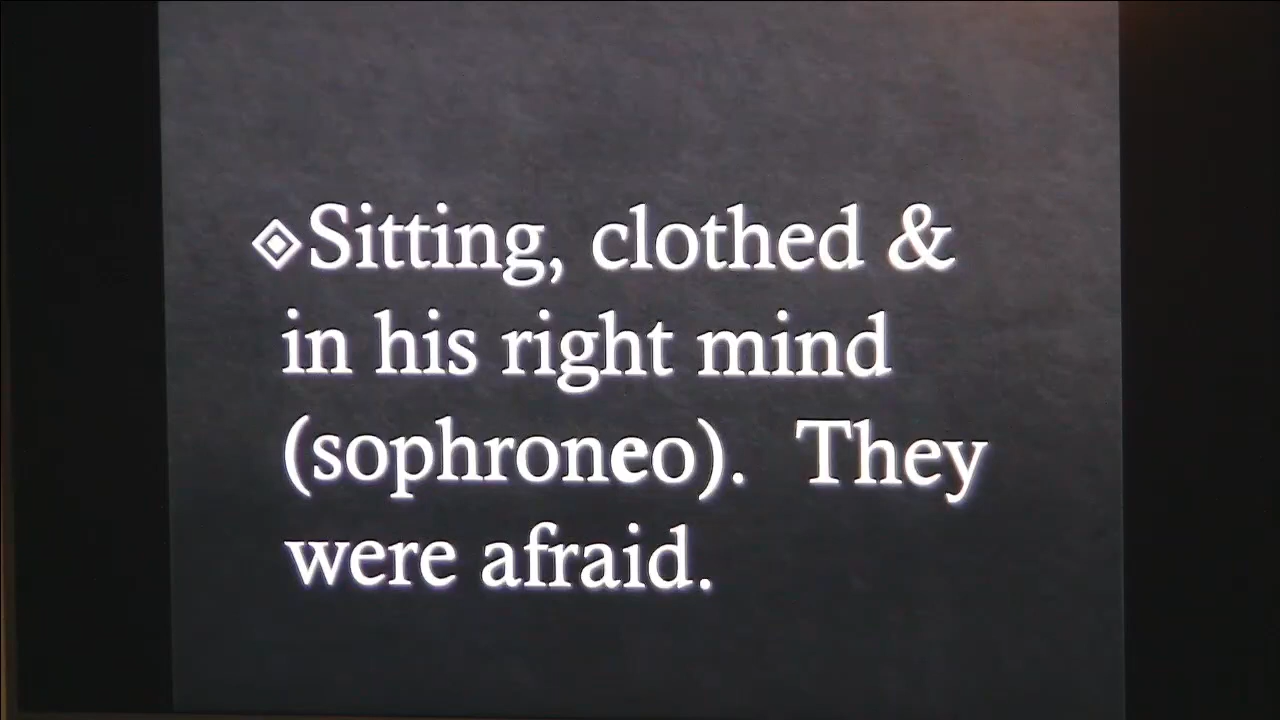 Sitting, clothed &
in his right mind
(sophroneo). They
were afraid.